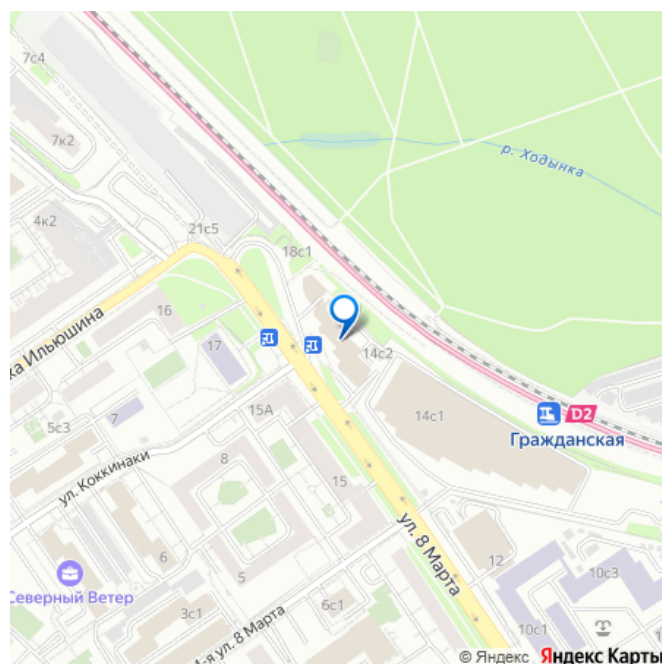 7с4
7к2
р. Ходынка
4к2
21с5
18с1
16
ка Ильюшина
17
14с2
14с1
D2
Гражданская
15А
7
5с3
8
ул. Коккинаки
15
ул. 8 Марта
12
6
10с3
Северный Ветер
5
6с1
3с1
4-я ул. 8 Марта
10с1
© Яндекс Яндекс Карты